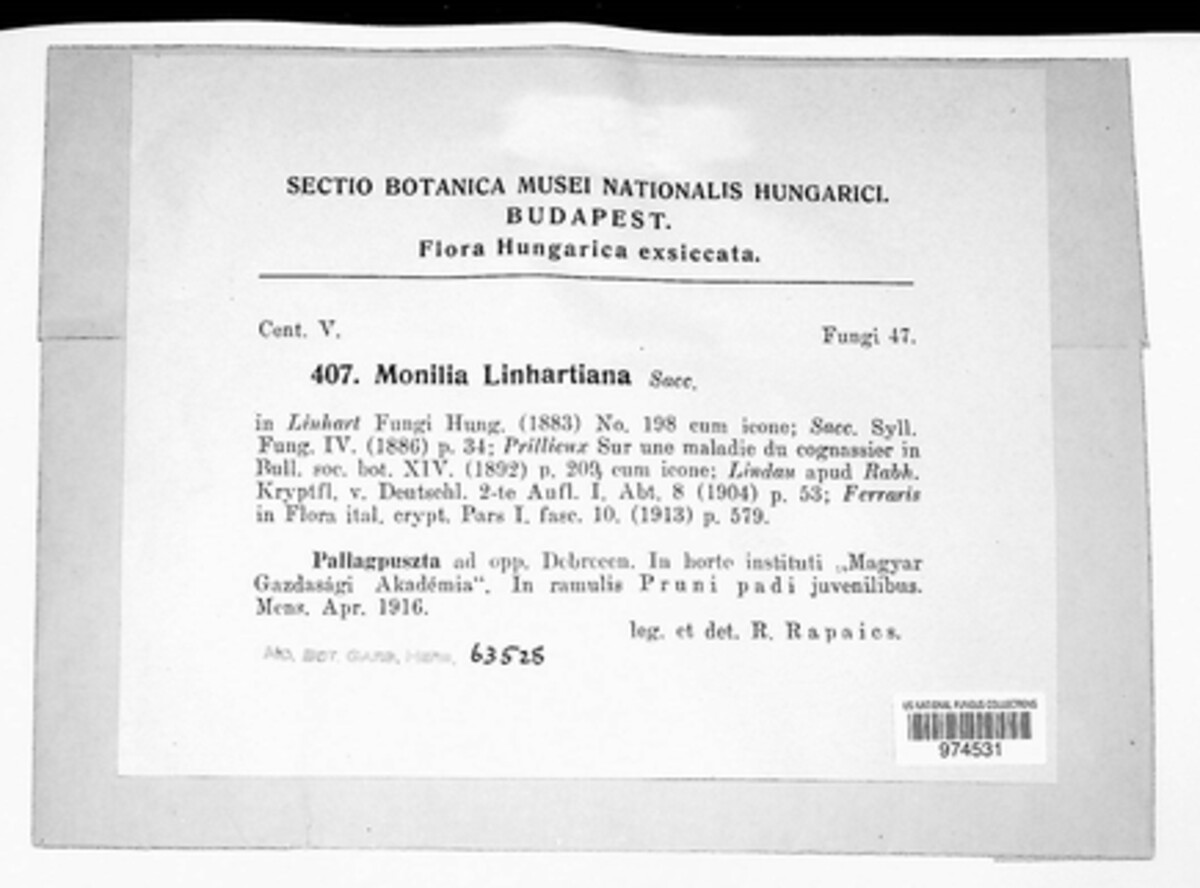 SECTIO BOTANICA MUSEI NATIONALIS HUNGARICI.
BUDAPEST.
Flora Hungarica exsiccata.
Cent. V. Fungi 47.
407. Monilia Linhartiana Sacc.
in Linhart Fungi Hung. (1883) No. 198 cum icone; Sacc. Syll.
Fung. IV. (1886) p. 34; Prillieux Sur une maladie du cognassier in
Bull. soc. bot. XIV. (1892) p. 209, cum icone; Lindau apud Rabh.
Kryptfl. v. Deutschl. 2-te Aufl. I. Abt. 8 (1904) p. 53; Ferraris
in Flora ital. crypt. Pars I. fasc. 10. (1913) p. 579.
Pallagpuszta ad opp. Debrecen. In horto instituti „Magyar
Gazdasági Akadémia“. In ramulis Pruni padi juvenilibus.
Mens. Apr. 1916.
leg. et det. R. Rapaics.
MO. BOT. GARD. HERB. 63528
US NATIONAL FUNGUS COLLECTIONS
974531